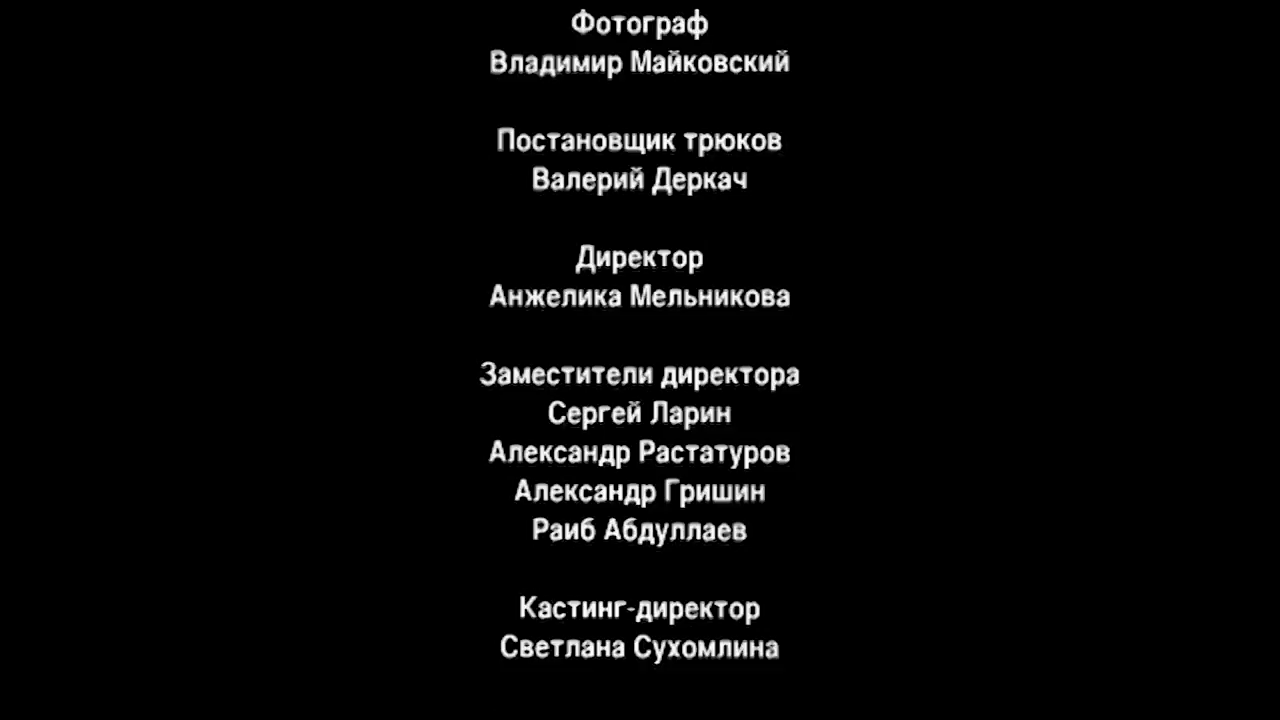 Фотограф
Владимир Майковский
Постановщик трюков
Валерий Деркач
Директор
Анжелика Мельникова
Заместители директора
Сергей Ларин
Александр Растатуров
Александр Гришин
Раиб Абдуллаев
Кастинг-директор
Светлана Сухомлина